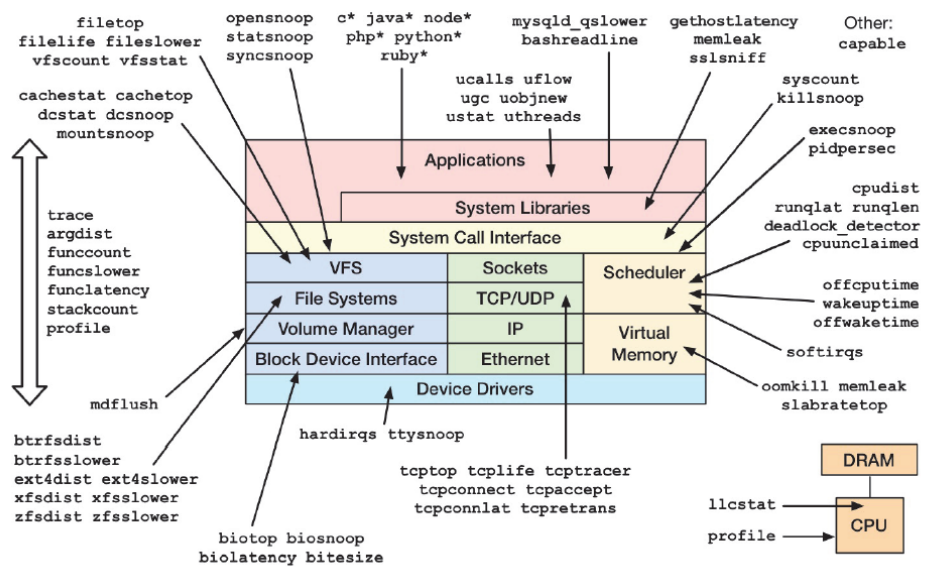 filetop
filelife fileslower
vfscount vfsstat
opensnoop
statsnoop
syncsnoop
c* java* node*
php* python*
ruby*
mysqld_qslower
bashreadline
gethostlatency
memleak
sslsniff
Other:
capable
cachestat cachetop
dcstat dcsnoop
mountsnoop
ucalls uflow
ugc uobjnew
ustat uthreads
syscount
killsnoop
execsnoop
pidpersec
Applications
System Libraries
System Call Interface
VFS
Sockets
Scheduler
File Systems
TCP/UDP
Volume Manager
IP
Virtual
Memory
Block Device Interface
Ethernet
Device Drivers
trace
argdist
funccount
funcslower
funclatency
stackcount
profile
cpudist
runqlat runqlen
deadlock_detector
cpuunclaimed
offcputime
wakeuptime
offwaketime
softirqs
oomkill memleak
slabratetop
mdflush
hardirqs ttysnoop
btrfsdist
btrfsslower
ext4dist ext4slower
xfsdist xfsslower
zfsdist zfsslower
biotop biosnoop
biolatency bitesize
tcptop tcplife tcptracer
tcpconnect tcpaccept
tcpconnlat tcpretrans
DRAM
llcstat
CPU
profile